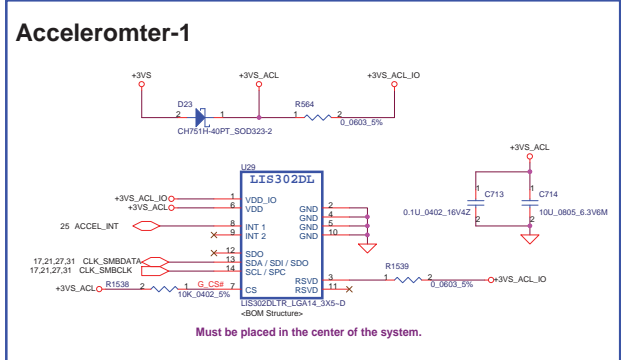 Acceleromter-1
+3VS
+3VS_ACL
+3VS_ACL_IO
D23
R564
2
1
1
2
CH751H-40PT_SOD323-2
0_0603_5%
+3VS_ACL
U29
LIS302DL
+3VS_ACL_IO
1
VDD_IO
+3VS_ACL
6
VDD
GND
2
GND
4
GND
5
GND
10
25 ACCEL_INT
8
INT 1
9
INT 2
12
SDO
17,21,27,31 CLK_SMBDATA
13
SDA / SDI / SDO
17,21,27,31 CLK_SMBCLK
14
SCL / SPC
+3VS_ACL
R1538
2
1
10K_0402_5%
G_CS#
7
CS
RSVD
3
RSVD
11
R1539
1
2
0_0603_5%
+3VS_ACL_IO
1
C713
2
0.1U_0402_16V4Z
1
C714
2
10U_0805_6.3V6M
LIS302DLTR_LGA14_3X5~D
<BOM Structure>
Must be placed in the center of the system.